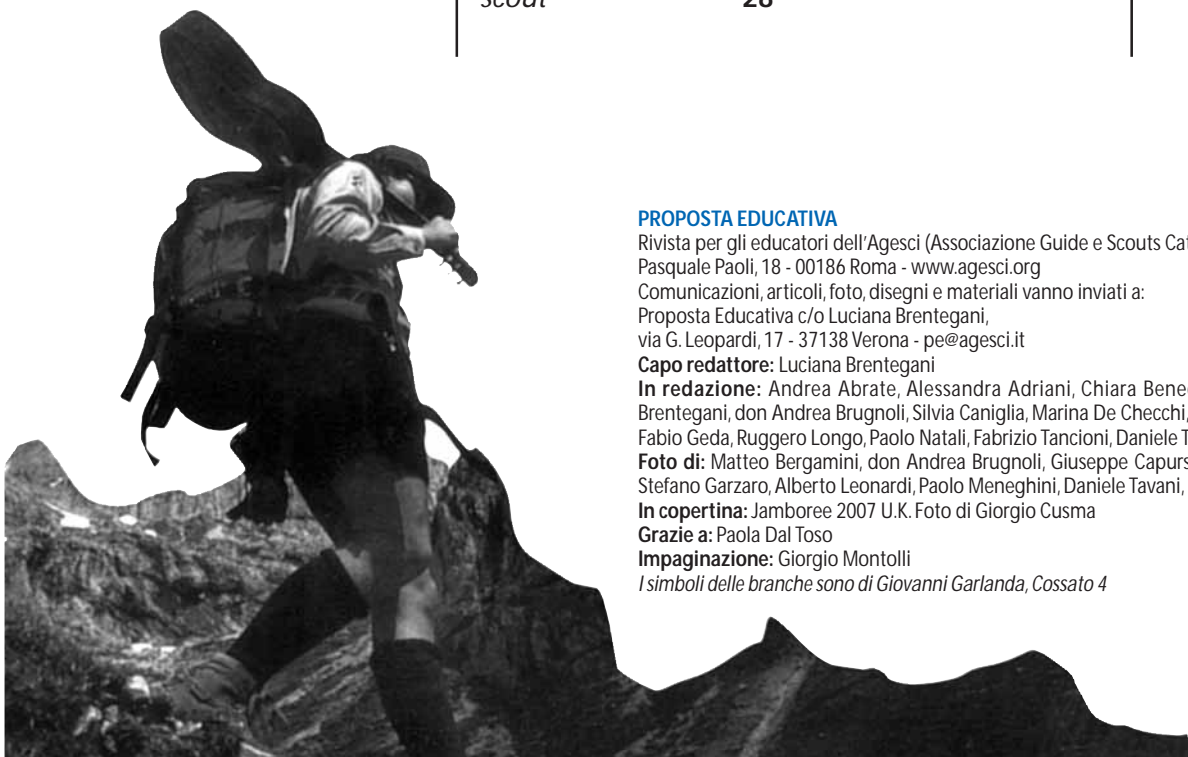 scout
PROPOSTA EDUCATIVA
Rivista per gli educatori dell'Agesci (Associazione Guide e Scouts
Pasquale Paoli, 18 - 00186 Roma - www.agesci.org
Comunicazioni, articoli, foto, disegni e materiali vanno inviati a:
Proposta Educativa c/o Luciana Brentegani,
via G. Leopardi, 17 - 37138 Verona - pe@agesci.it
Capo redattore: Luciana Brentegani
In redazione: Andrea Abrate, Alessandra Adriani, Chiara
Brentegani, don Andrea Brugnoli, Silvia Caniglia, Marina De Checchi,
Fabio Geda, Ruggero Longo, Paolo Natali, Fabrizio Tancioni, Daniele
Foto di: Matteo Bergamini, don Andrea Brugnoli, Giuseppe
Stefano Garzaro, Alberto Leonardi, Paolo Meneghini, Daniele Tavani,
In copertina: Jamboree 2007 U.K. Foto di Giorgio Cusma
Grazie a: Paola Dal Toso
Impaginazione: Giorgio Montolli
I simboli delle branche sono di Giovanni Garlanda, Cossato 4